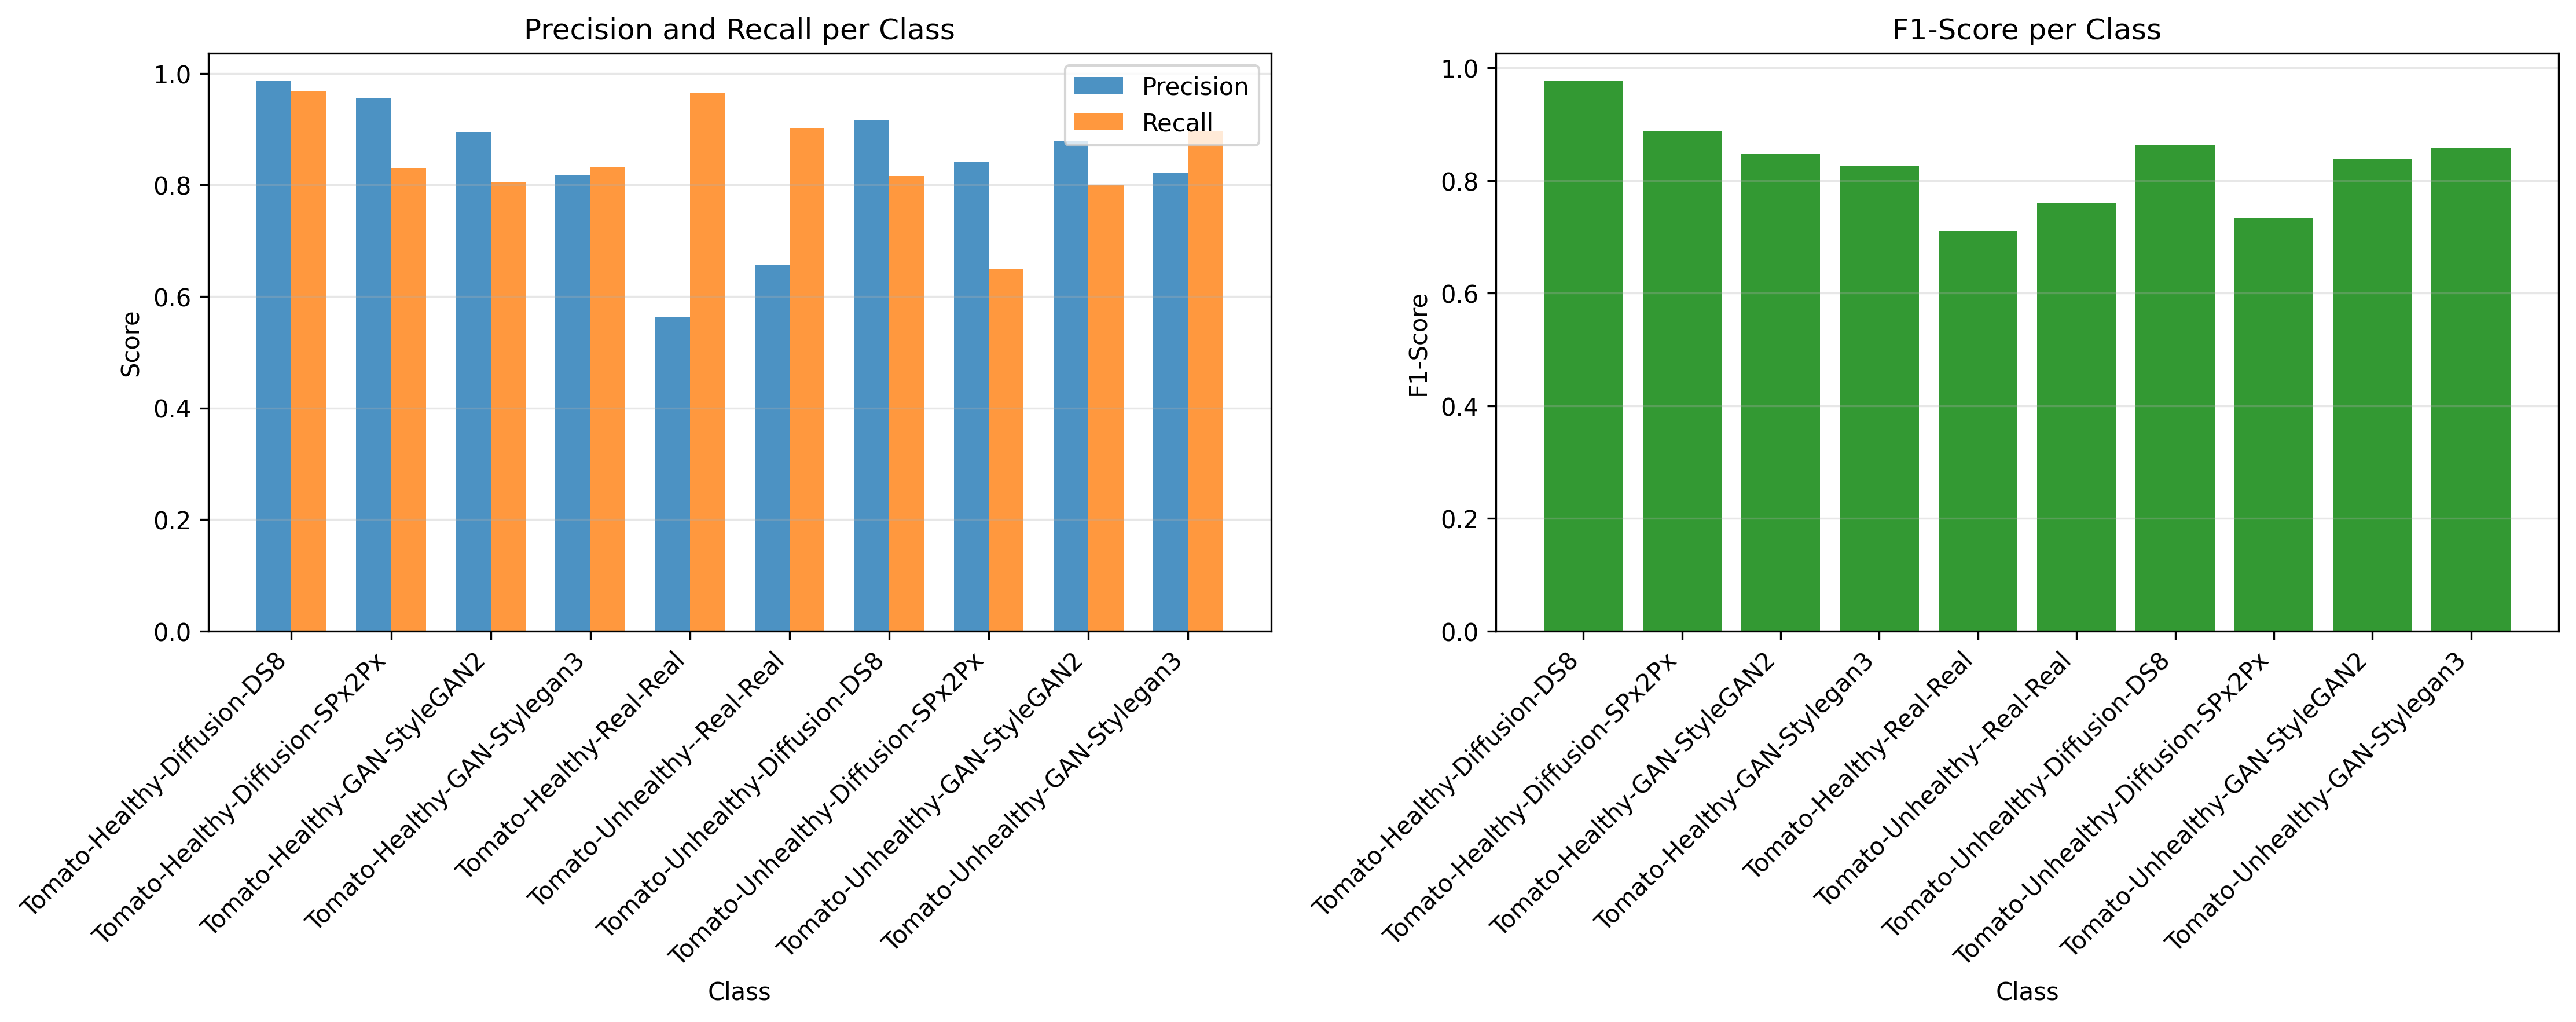 Precision and Recall per Class
Score
1.0
0.8
0.6
0.4
0.2
0.0
Precision
Recall
Tomato-Healthy-Diffusion-DS8
Tomato-Healthy-Diffusion-SPx2Px
Tomato-Healthy-GAN-StyleGAN2
Tomato-Healthy-GAN-Stylegan3
Tomato-Healthy-Real-Real
Tomato-Unhealthy--Real-Real
Tomato-Unhealthy-Diffusion-DS8
Tomato-Unhealthy-Diffusion-SPx2Px
Tomato-Unhealthy-GAN-StyleGAN2
Tomato-Unhealthy-GAN-Stylegan3
Class
F1-Score per Class
F1-Score
1.0
0.8
0.6
0.4
0.2
0.0
Tomato-Healthy-Diffusion-DS8
Tomato-Healthy-Diffusion-SPx2Px
Tomato-Healthy-GAN-StyleGAN2
Tomato-Healthy-GAN-Stylegan3
Tomato-Healthy-Real-Real
Tomato-Unhealthy--Real-Real
Tomato-Unhealthy-Diffusion-DS8
Tomato-Unhealthy-Diffusion-SPx2Px
Tomato-Unhealthy-GAN-StyleGAN2
Tomato-Unhealthy-GAN-Stylegan3
Class